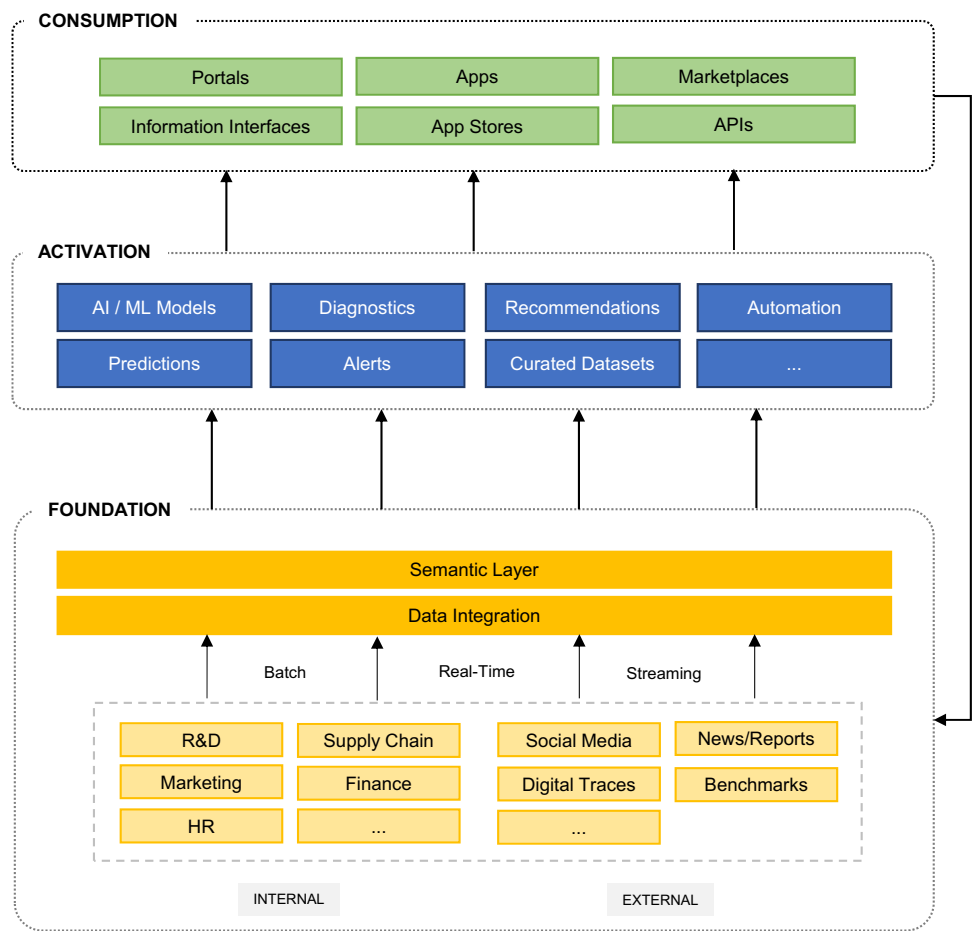 CONSUMPTION
Portals
Apps
Marketplaces
Information Interfaces
App Stores
APIs
ACTIVATION
AI / ML Models
Diagnostics
Recommendations
Automation
Predictions
Alerts
Curated Datasets
...
FOUNDATION
Semantic Layer
Data Integration
Batch
Real-Time
Streaming
R&D
Supply Chain
Social Media
News/Reports
Marketing
Finance
Digital Traces
Benchmarks
HR
...
...
INTERNAL
EXTERNAL